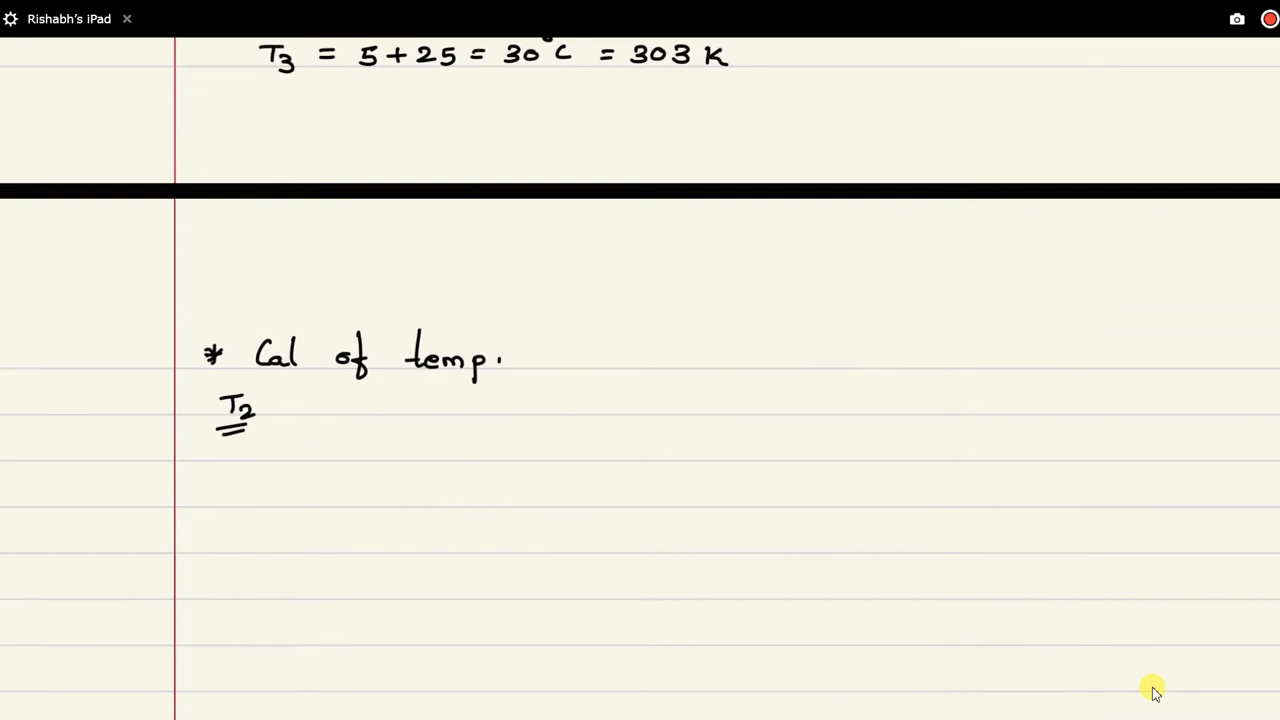 Rishabh's iPad
T3 = 5 + 25 = 30°C = 303 K
* Cal of temp.
T2